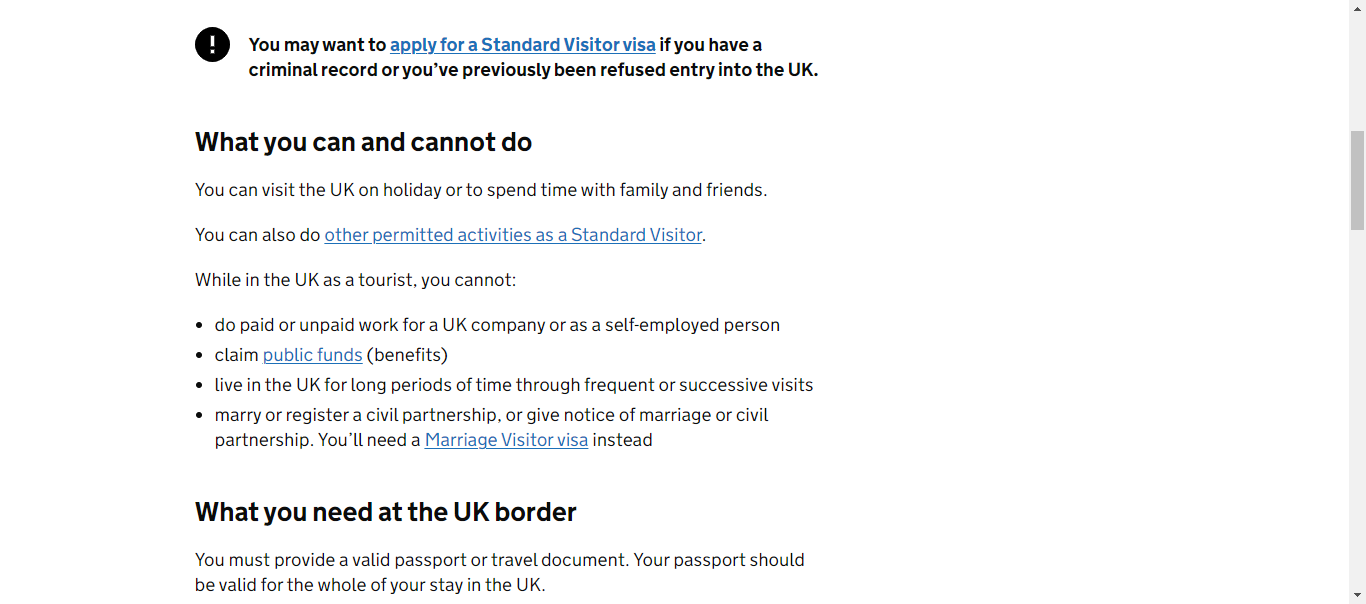 You may want to apply for a Standard Visitor visa if you have a
criminal record or you’ve previously been refused entry into the UK.
What you can and cannot do
You can visit the UK on holiday or to spend time with family and friends.
You can also do other permitted activities as a Standard Visitor.
While in the UK as a tourist, you cannot:
• do paid or unpaid work for a UK company or as a self-employed person
• claim public funds (benefits)
• live in the UK for long periods of time through frequent or successive visits
• marry or register a civil partnership, or give notice of marriage or civil
partnership. You’ll need a Marriage Visitor visa instead
What you need at the UK border
You must provide a valid passport or travel document. Your passport should
be valid for the whole of your stay in the UK.